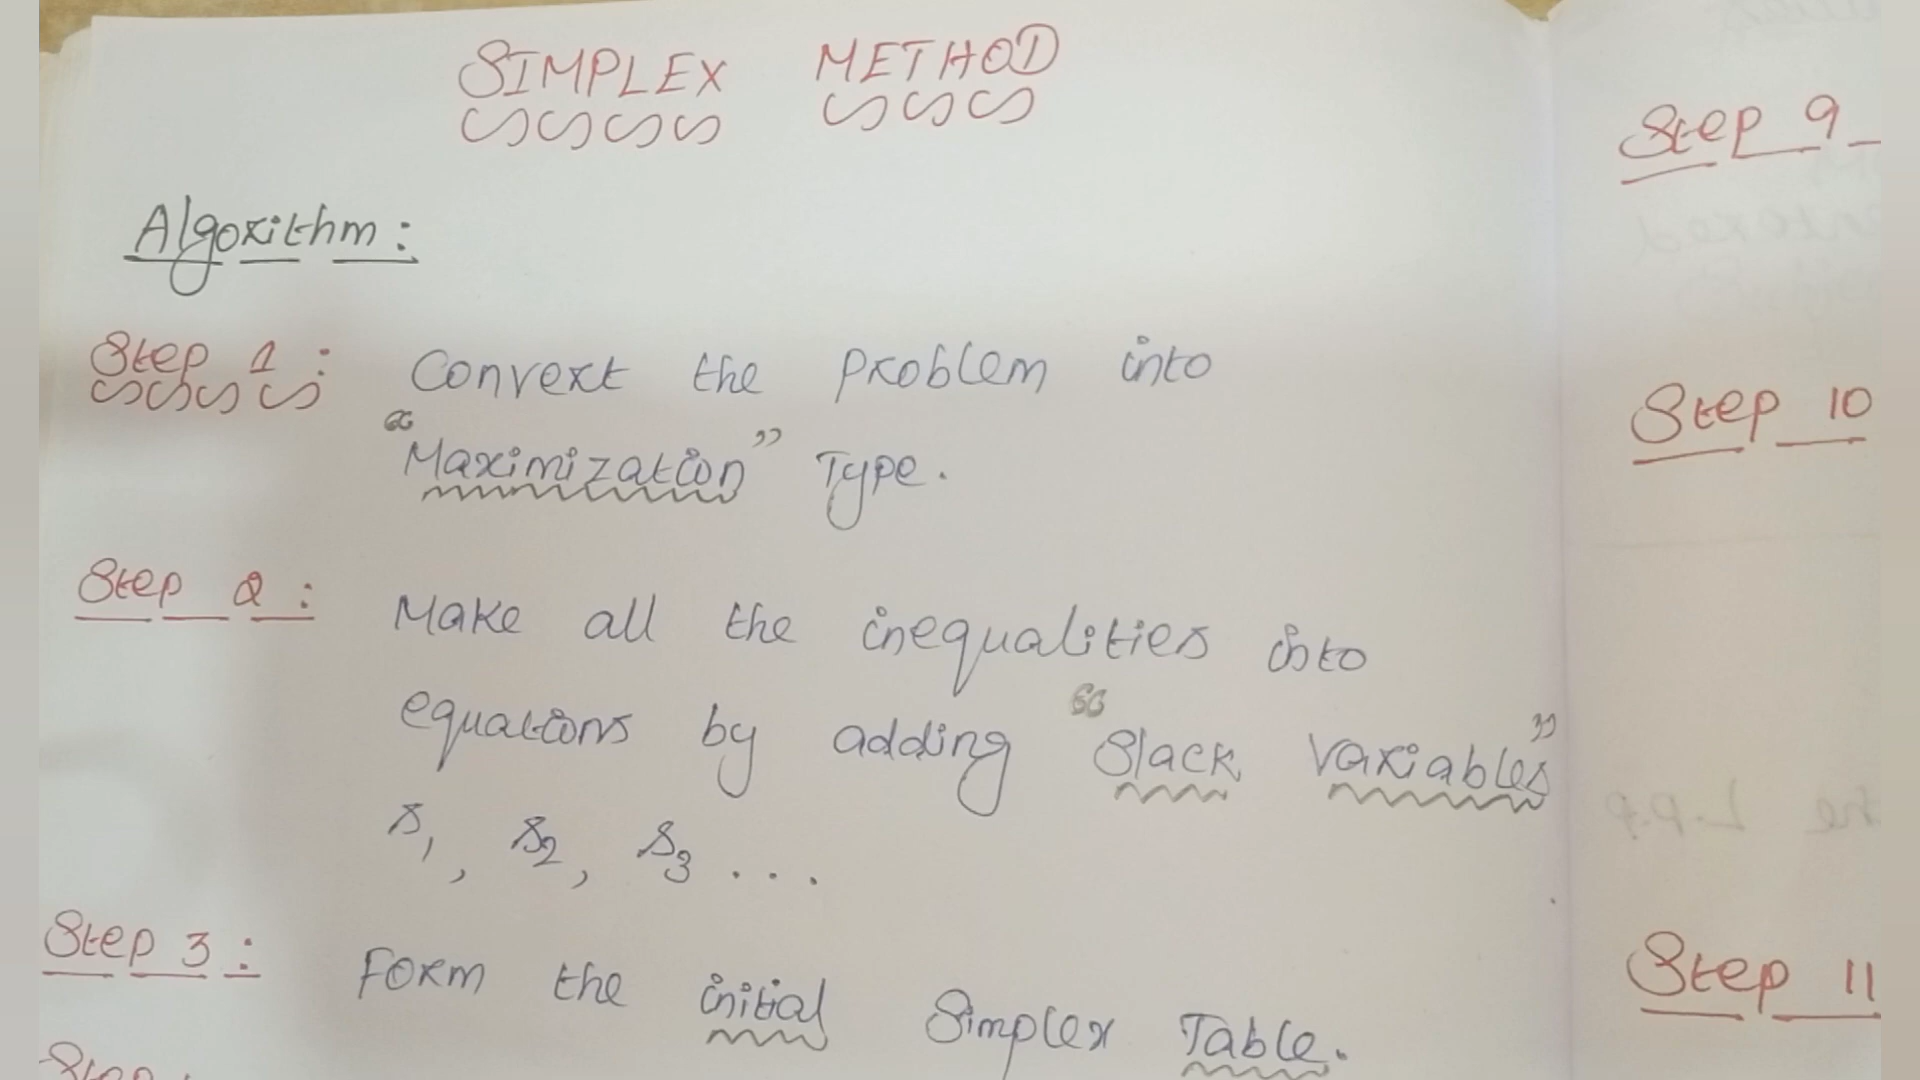 SIMPLEX METHOD
Algorithm:
Step 1: Convert the problem into
"Maximization" Type.
Step 2: Make all the inequalities into
equations by adding "Slack Variables"
s1, s2, s3 ...
Step 3: Form the initial Simplex Table.
Step
Step 9
Step 10
the L.P.P
Step 11